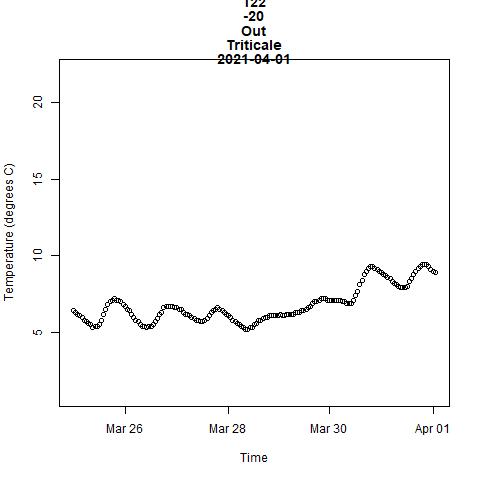 122
-20
Out
Triticale
2021-04-01
Temperature (degrees C)
20
15
10
5
Mar 26
Mar 28
Mar 30
Apr 01
Time